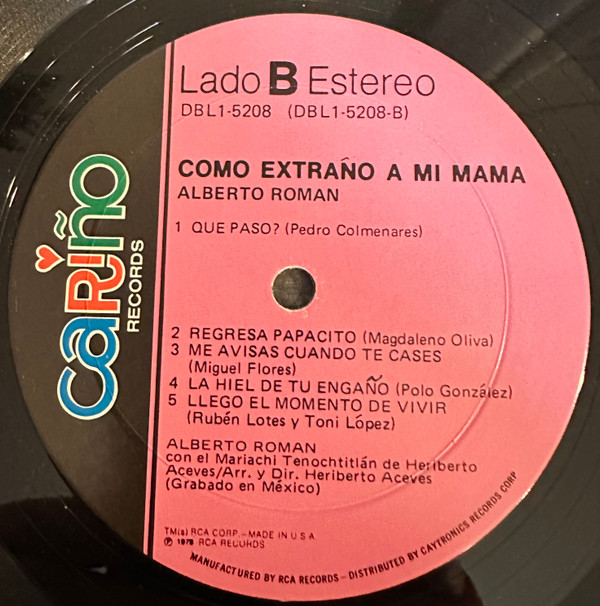 Lado B Estereo
DBL1-5208 (DBL1-5208-B)
COMO EXTRAÑO A MI MAMA
ALBERTO ROMAN
1 QUE PASO? (Pedro Colmenares)
2 REGRESA PAPACITO (Magdaleno Oliva)
3 ME AVISAS CUANDO TE CASES
(Miguel Flores)
4 LA HIEL DE TU ENGAÑO (Polo González)
5 LLEGO EL MOMENTO DE VIVIR
(Rubén Lotes y Toni López)
ALBERTO ROMAN
con el Mariachi Tenochtitlán de Heriberto
Aceves/Arr. y Dir. Heriberto Aceves
(Grabado en México)
TM(s) RCA CORP.—MADE IN U S A
℗ RCA RECORDS
MANUFACTURED BY RCA RECORDS—DISTRIBUTED BY CAYTRONICS RECORDS CORP
CARIÑO
RECORDS